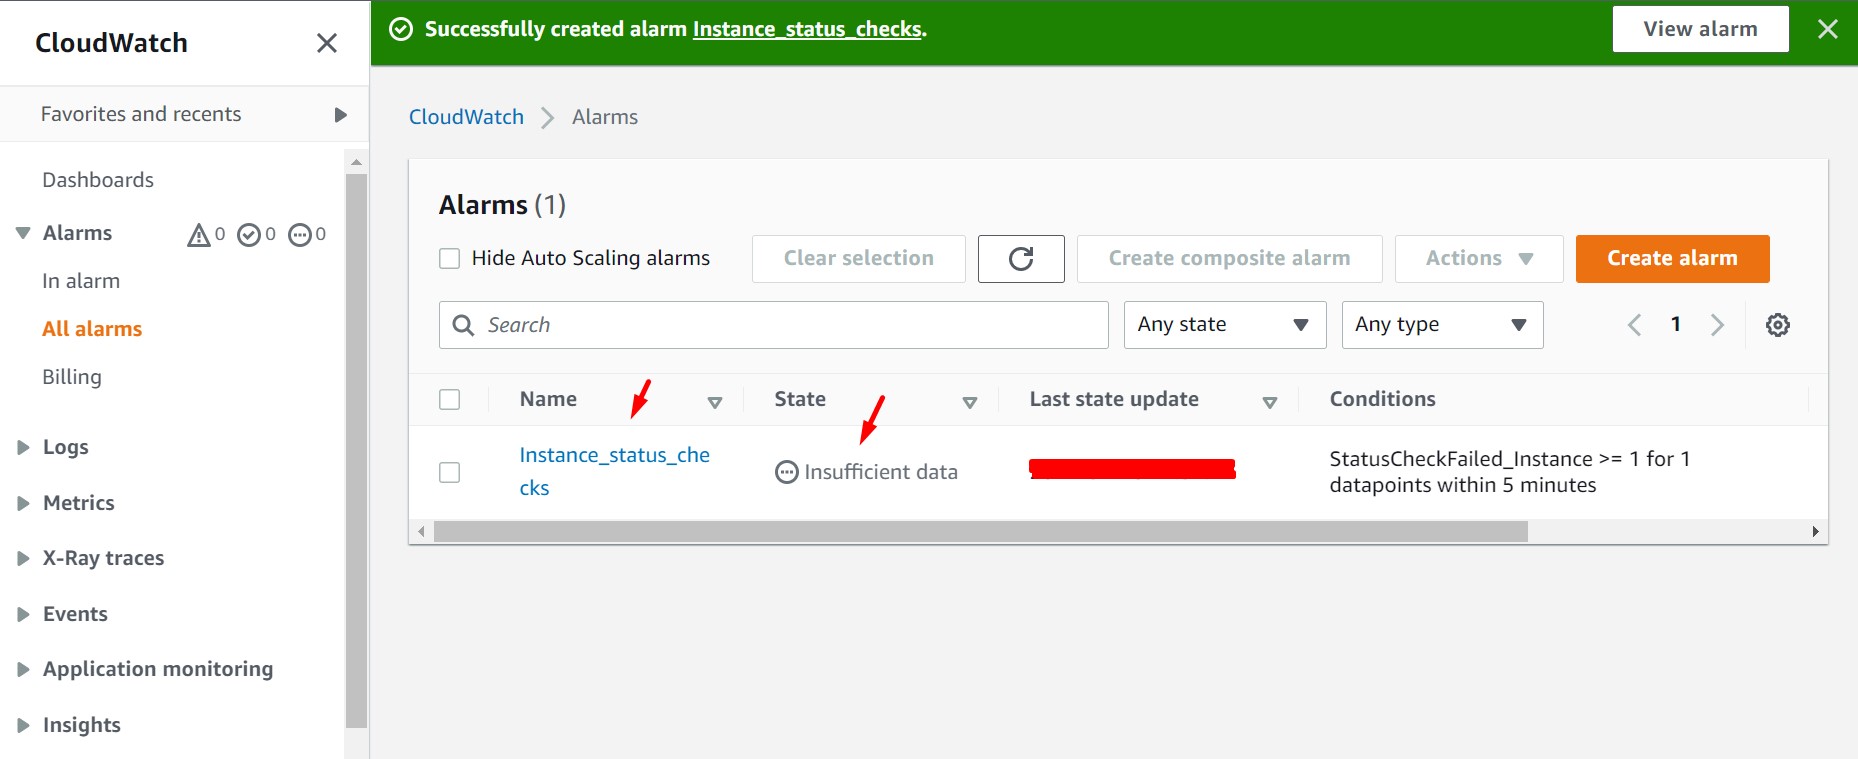 CloudWatch
Successfully created alarm Instance_status_checks.
View alarm
Favorites and recents
Dashboards
Alarms 0 0 0
In alarm
All alarms
Billing
Logs
Metrics
X-Ray traces
Events
Application monitoring
Insights
CloudWatch Alarms
Alarms (1)
Hide Auto Scaling alarms
Clear selection
Create composite alarm
Actions
Create alarm
Search
Any state
Any type
1
Name State Last state update Conditions
Instance_status_che
cks
Insufficient data
StatusCheckFailed_Instance >= 1 for 1
datapoints within 5 minutes